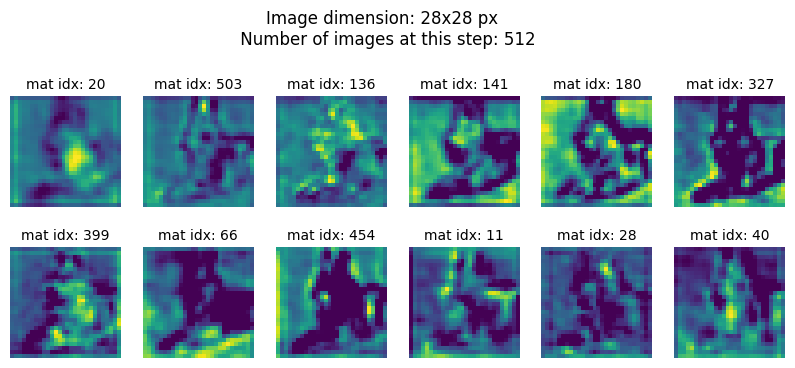 Image dimension: 28x28 px
Number of images at this step: 512
mat idx: 20
mat idx: 503
mat idx: 136
mat idx: 141
mat idx: 180
mat idx: 327
mat idx: 399
mat idx: 66
mat idx: 454
mat idx: 11
mat idx: 28
mat idx: 40